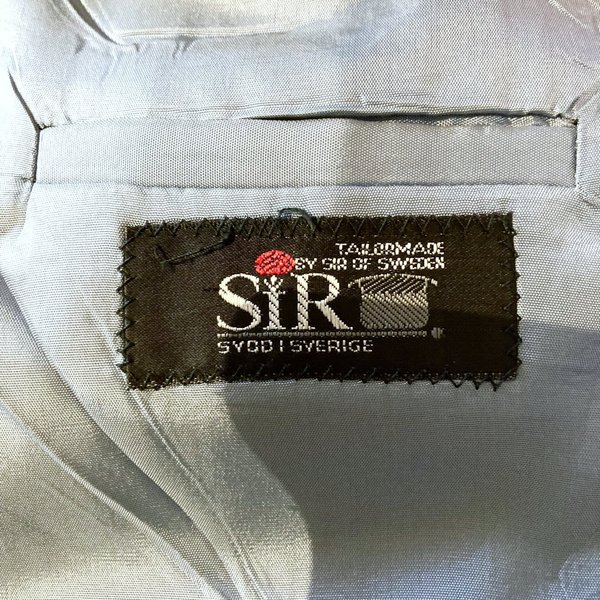 TAILORMADE
BY SIR OF SWEDEN
SiR
SYDD I SVERIGE